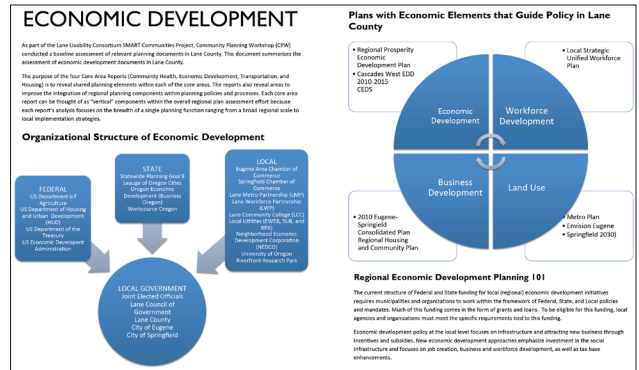 ECONOMIC DEVELOPMENT
As part of the Lane Livability Consortium SMART Communities Project, Community Planning Workshop (CPW)
conducted a baseline assessment of relevant planning documents in Lane County. This document summarizes the
assessment of economic development documents in Lane County.
The purpose of the four Core Area Reports (Community Health, Economic Development, Transportation, and
Housing) is to reveal shared planning elements within each of the core areas. The reports also reveal areas to
improve the integration of regional planning components within planning policies and processes. Each core area
report can be thought of as "vertical" components within the overall regional plan assessment effort because
each report's analysis focuses on the breadth of a single planning function ranging from a broad regional scale to
local implementation strategies.
Organizational Structure of Economic Development
FEDERAL
US Department of
Agriculture
US Department of Housing
and Urban Development
(HUD)
US Department of the
Treasury
US Economic Development
Administration
STATE
Statewide Planning Goal 9
Leauge of Oregon Cities
Oregon Economic
Development (Business
Oregon)
Worksource Oregon
LOCAL
Eugene Area Chamber of
Commerce
Springfield Chamber of
Commerce
Lane Metro Partnership (LMP)
Lane Workforce Partnership
(LWP)
Lane Community College (LCC)
Local Utilities (EWEB, SUB, and
BPA)
Neighborhood Economic
Development Corporation
(NEDCO)
University of Oregon
Riverfront Research Park
LOCAL GOVERNMENT
Joint Elected Officials
Lane Council of
Government
Lane County
City of Eugene
City of Springfield
Plans with Economic Elements that Guide Policy in Lane
County
• Regional Prosperity
Economic
Development Plan
• Cascades West EDD
2010-2015
CEDS
• Local Strategic
Unified Workforce
Plan
Economic
Development
Workforce
Development
Business
Development
Land Use
• 2010 Eugene-
Springield
Consolidated Plan
Regional Housing
and Community Plan
• Metro Plan
• Envision Eugene
• Springfield 2030)
Regional Economic Development Planning 101
The current structure of Federal and State funding for local (regional) economic development initiatives
requires municipalities and organizations to work within the framework of Federal, State, and Local policies
and mandates. Much of this funding comes in the form of grants and loans. To be eligible for this funding, local
agencies and organizations must meet the specific requirements tied to this funding.
Economic development policy at the local level focuses on infrastructure and attracting new business through
incentives and subsidies. New economic development approaches emphasize investment in the social
infrastructure and focuses on job creation, business and workforce development, as well as tax base
enhancements.